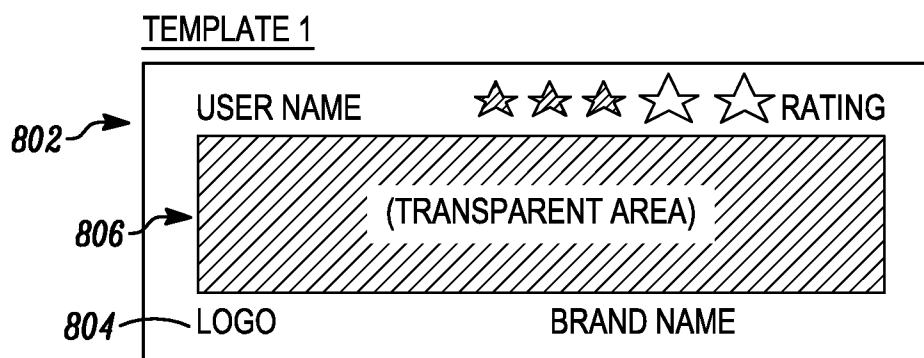 TEMPLATE 1
USER NAME RATING
802
(TRANSPARENT AREA)
806
804 LOGO BRAND NAME